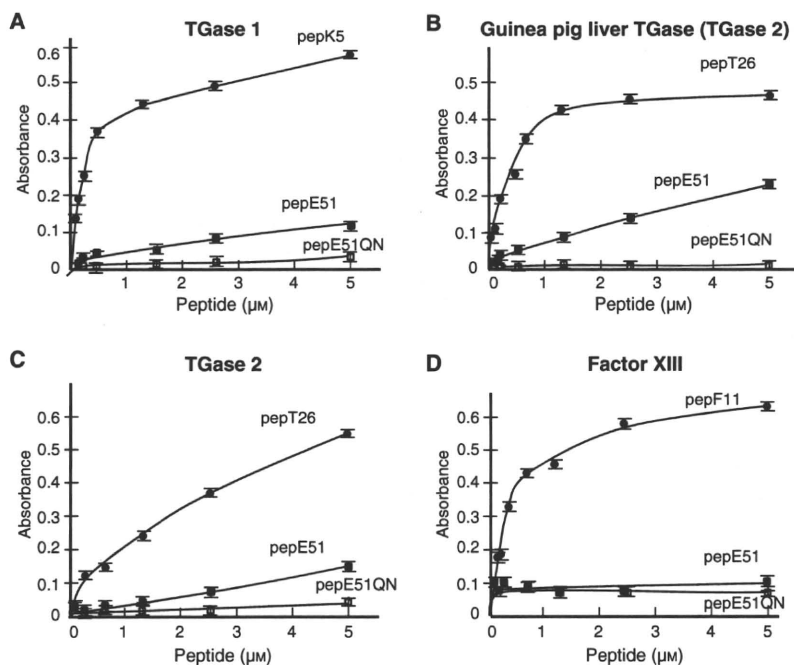 A
TGase 1
pepK5
0.6
0.5
0.4
0.3
0.2
0.1
0
Absorbance
pepE51
pepE51QN
0 1 2 3 4 5
Peptide (μM)
B
Guinea pig liver TGase (TGase 2)
pepT26
0.5
0.4
0.3
0.2
0.1
0
Absorbance
pepE51
pepE51QN
0 1 2 3 4 5
Peptide (μM)
C
TGase 2
pepT26
0.6
0.5
0.4
0.3
0.2
0.1
0
Absorbance
pepE51
pepE51QN
0 1 2 3 4 5
Peptide (μM)
D
Factor XIII
pepF11
0.6
0.5
0.4
0.3
0.2
0.1
0
Absorbance
pepE51
pepE51QN
0 1 2 3 4 5
Peptide (μM)